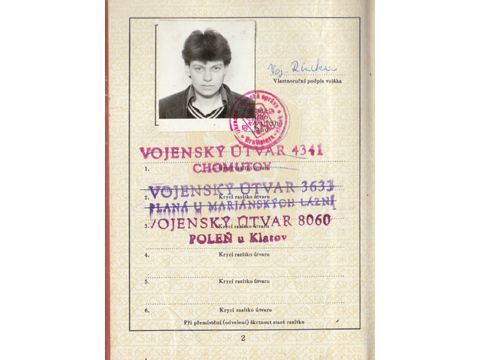 Vlastnoruční podpis vojáka
VOJENSKÝ ÚTVAR 4341
CHOMUTOV
1. Krycí razítko útvaru
VOJENSKÝ ÚTVAR 3633
2. Krycí razítko útvaru
PLANÁ U MARIÁNSKÝCH LÁZNÍ
VOJENSKÝ ÚTVAR 8060
3. Krycí razítko útvaru
POLEŇ u Klatov
4.
Krycí razítko útvaru
5.
Krycí razítko útvaru
6.
Krycí razítko útvaru
Při přemístění (odvelení) škrtnout staré razítko
2